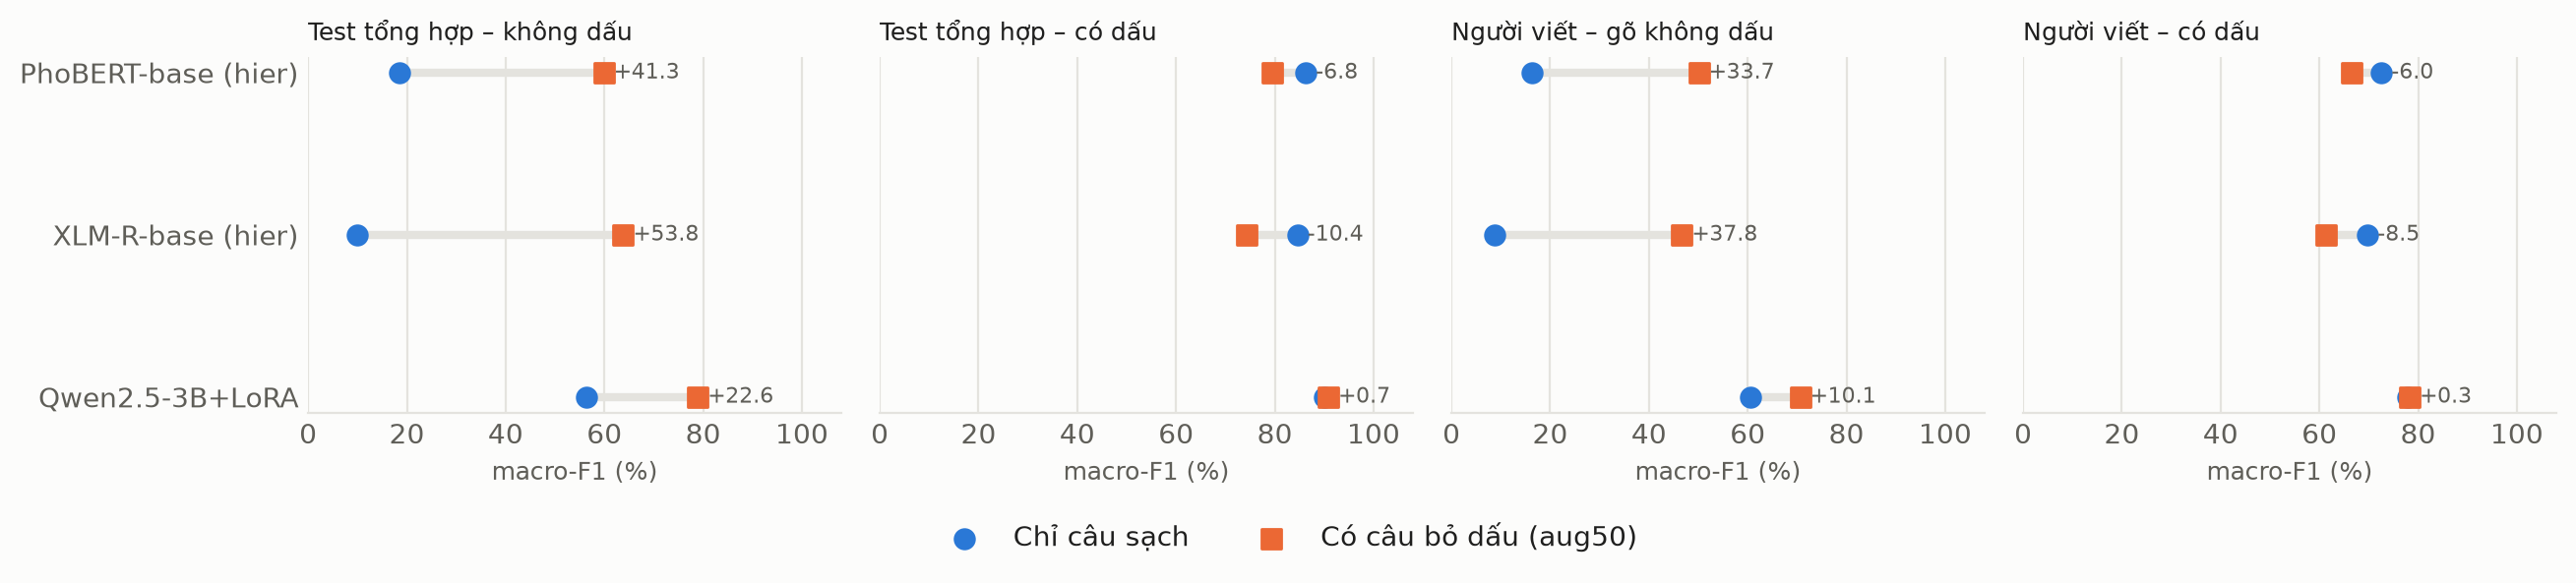 Test tổng hợp – không dấu
Test tổng hợp – có dấu
Người viết – gõ không dấu
Người viết – có dấu
PhoBERT-base (hier)
+41.3
-6.8
+33.7
-6.0
XLM-R-base (hier)
+53.8
-10.4
+37.8
-8.5
Qwen2.5-3B+LoRA
+22.6
+0.7
+10.1
+0.3
0 20 40 60 80 100
0 20 40 60 80 100
0 20 40 60 80 100
0 20 40 60 80 100
macro-F1 (%)
macro-F1 (%)
macro-F1 (%)
macro-F1 (%)
Chỉ câu sạch
Có câu bỏ dấu (aug50)